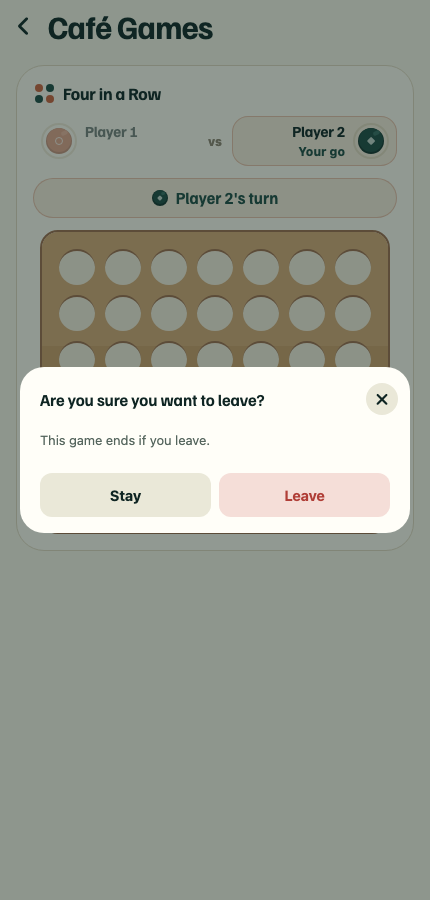 Café Games
Four in a Row
Player 1
vs
Player 2
Your go
Player 2's turn
Are you sure you want to leave?
This game ends if you leave.
Stay
Leave